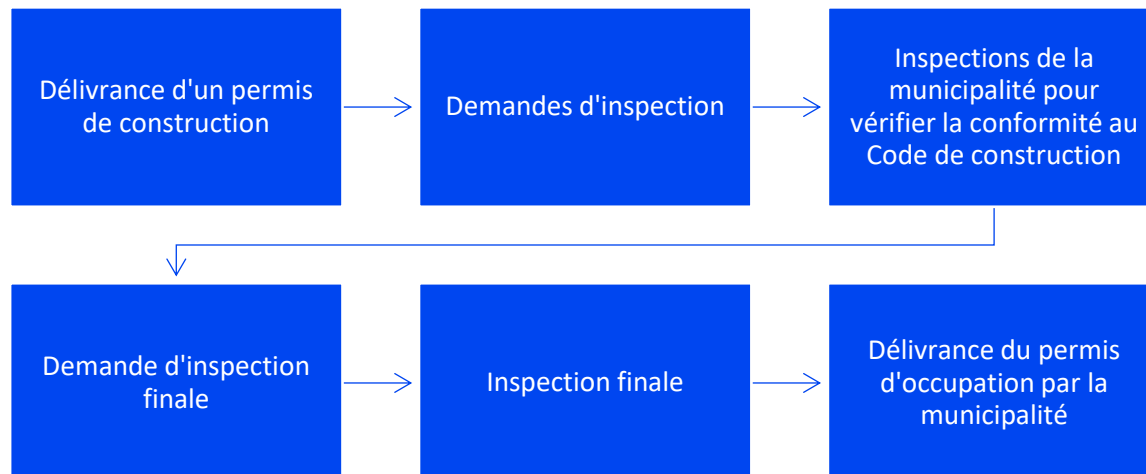 Délivrance d'un permis
de construction
Demandes d'inspection
Inspections de la
municipalité pour
vérifier la conformité au
Code de construction
Demande d'inspection
finale
Inspection finale
Délivrance du permis
d'occupation par la
municipalité